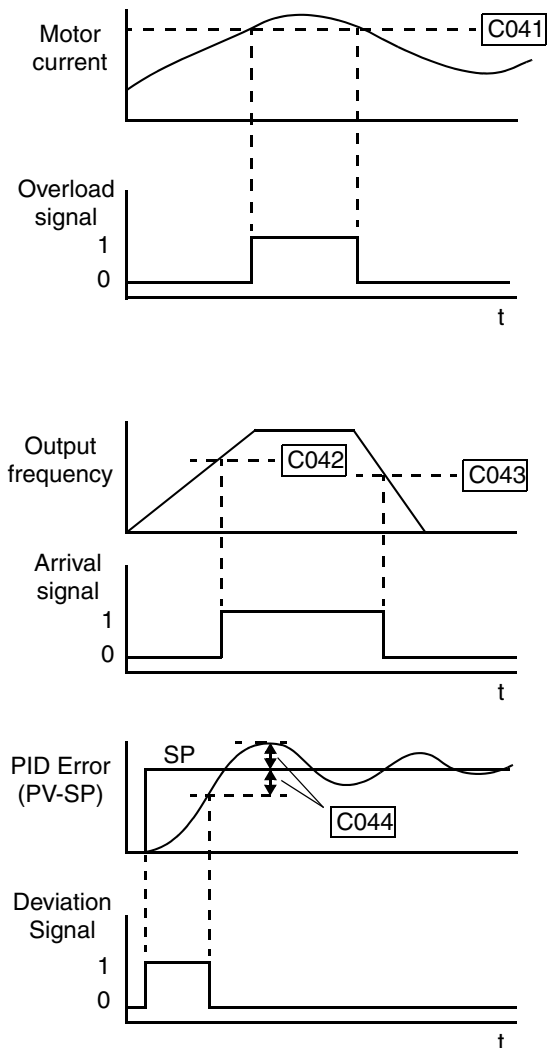 Motor
current
C041
Overload
signal
1
0
t
Output
frequency
C042
C043
Arrival
signal
1
0
t
PID Error
(PV-SP)
SP
C044
Deviation
Signal
1
0
t